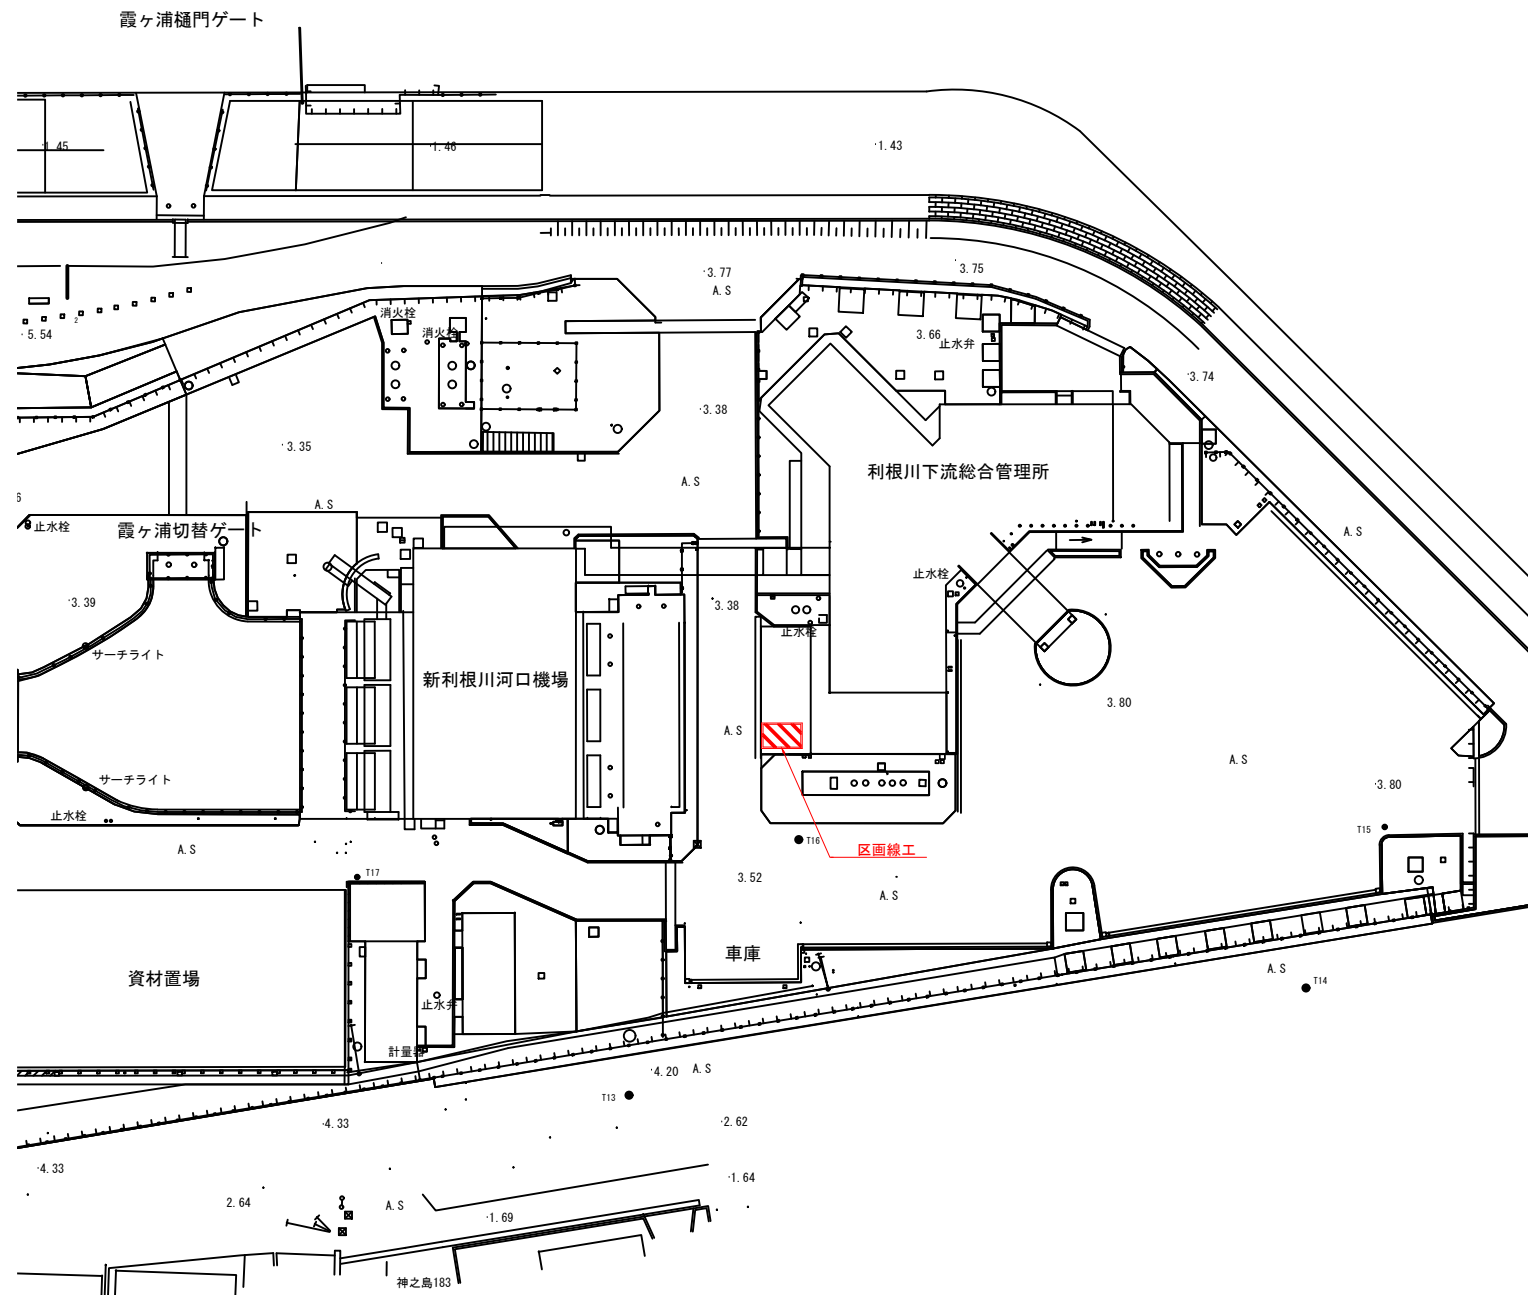 霞ヶ浦樋門ゲート
・1.45
・1.46
・1.43
・3.77
A.S
3.75
・5.54
2
消火栓
消火栓
3.66
止水弁
・3.74
・3.38
・3.35
A.S
利根川下流総合管理所
6
A.S
止水栓
霞ヶ浦切替ゲート
A.S
・3.39
・3.38
止水栓
止水栓
サーチライト
新利根川河口機場
3.80
A.S
A.S
サーチライト
・3.80
止水栓
A.S
T16
区画線工
T15
T17
3.52
A.S
車庫
資材置場
A.S
T14
止水弁
計量器
・4.20
A.S
T13
・4.33
・2.62
・4.33
・1.64
2.64
A.S
・1.69
神之島183